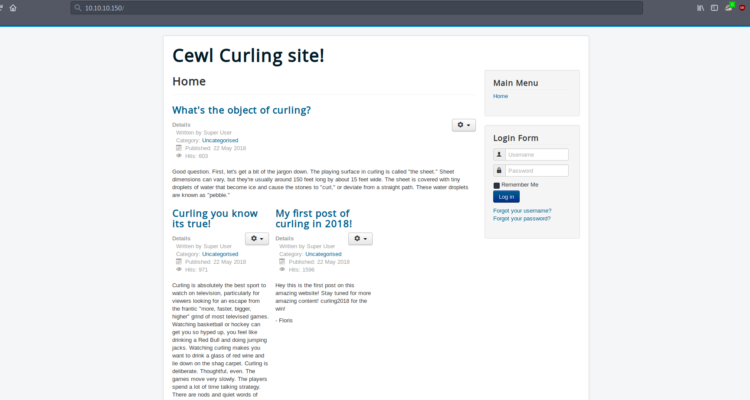 10.10.10.150/
Cewl Curling site!
Home
What's the object of curling?
Details
Written by Super User
Category: Uncategorised
Published: 22 May 2018
Hits: 603
Good question. First, let's get a bit of the jargon down. The playing surface in curling is called "the sheet." Sheet
dimensions can vary, but they're usually around 150 feet long by about 15 feet wide. The sheet is covered with tiny
droplets of water that become ice and cause the stones to "curl," or deviate from a straight path. These water droplets
are known as "pebble."
Curling you know
its true!
Details
Written by Super User
Category: Uncategorised
Published: 22 May 2018
Hits: 971
Curling is absolutely the best sport to
watch on television, particularly for
viewers looking for an escape from
the frantic "more, faster, bigger,
higher" grind of most televised games.
Watching basketball or hockey can
get you so hyped up, you feel like
drinking a Red Bull and doing jumping
jacks. Watching curling makes you
want to drink a glass of red wine and
lie down on the shag carpet. Curling is
deliberate. Thoughtful, even. The
games move very slowly. The players
spend a lot of time talking strategy.
There are nods and quiet words of
My first post of
curling in 2018!
Details
Written by Super User
Category: Uncategorised
Published: 22 May 2018
Hits: 1596
Hey this is the first post on this
amazing website! Stay tuned for more
amazing content! curling2018 for the
win!
- Floris
Main Menu
Home
Login Form
Username
Password
Remember Me
Log in
Forgot your username?
Forgot your password?